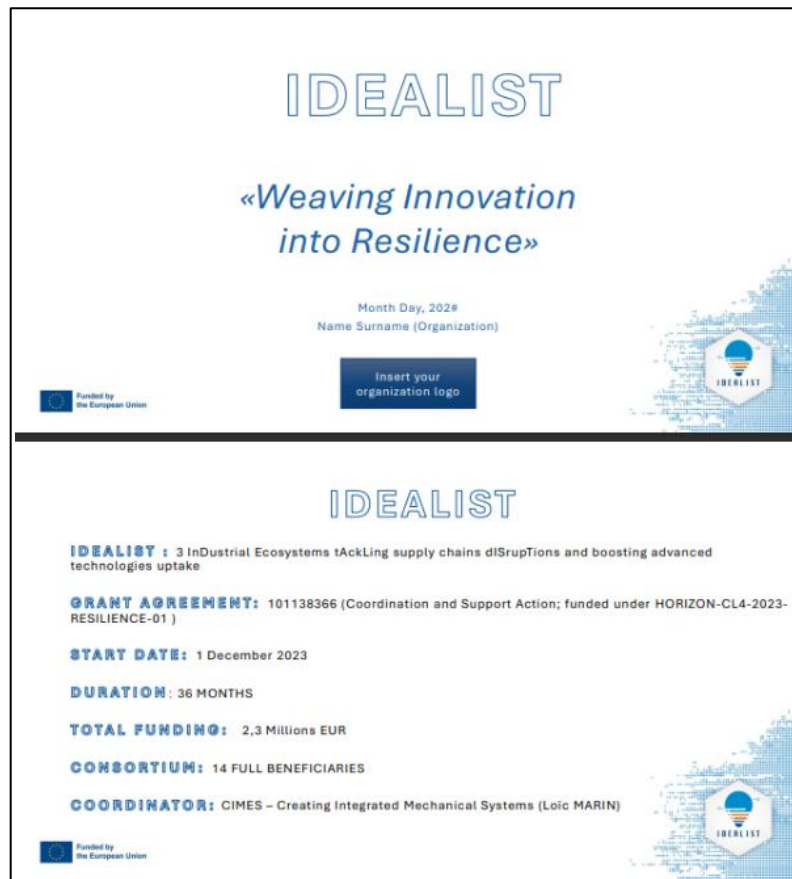 IDEALIST
«Weaving Innovation
into Resilience»
Month Day, 202#
Name Surname (Organization)
Insert your
organization logo
Funded by
the European Union
IDEALIST
IDEALIST
IDEALIST : 3 InDustrial Ecosystems tAckLing supply chains dISrupTions and boosting advanced
technologies uptake
GRANT AGREEMENT: 101138366 (Coordination and Support Action; funded under HORIZON-CL4-2023-
RESILIENCE-01 )
START DATE: 1 December 2023
DURATION: 36 MONTHS
TOTAL FUNDING: 2,3 Millions EUR
CONSORTIUM: 14 FULL BENEFICIARIES
COORDINATOR: CIMES – Creating Integrated Mechanical Systems (Loïc MARIN)
Funded by
the European Union
IDEALIST